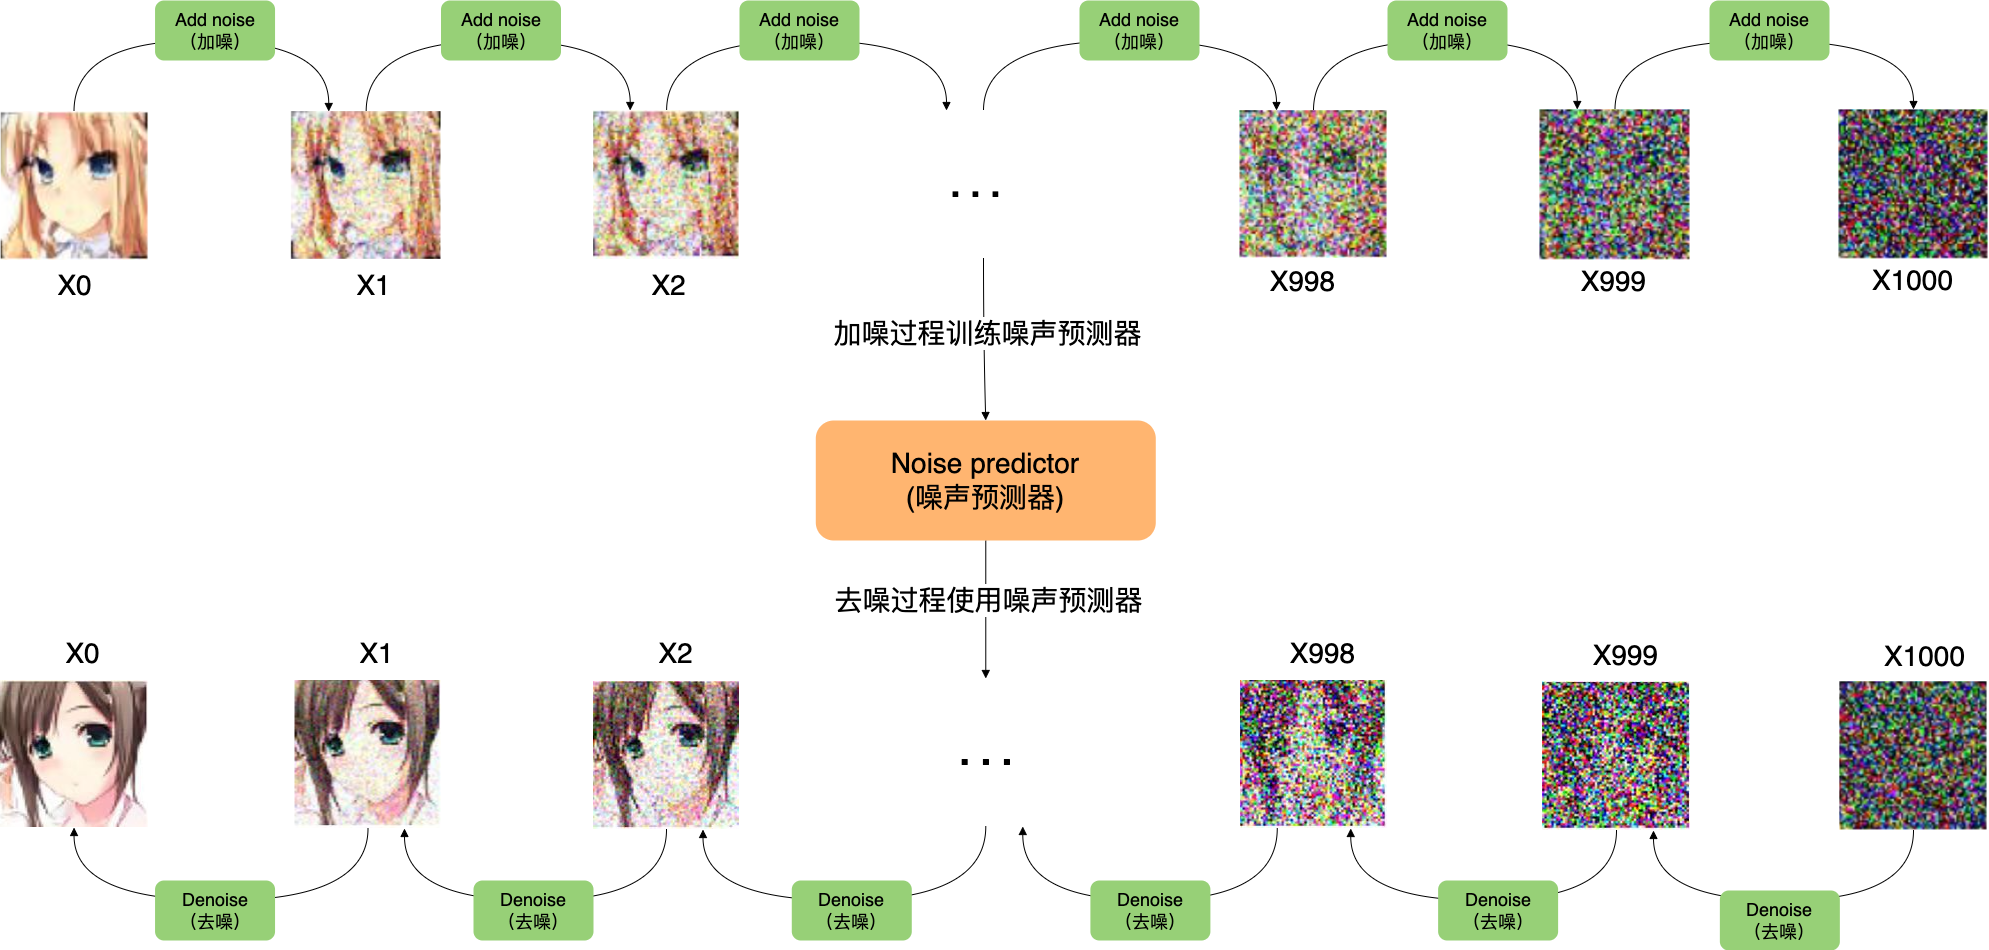 Add noise
（加噪）
Add noise
（加噪）
Add noise
（加噪）
Add noise
（加噪）
Add noise
（加噪）
Add noise
（加噪）
...
X0
X1
X2
X998
X999
X1000
加噪过程训练噪声预测器
Noise predictor
(噪声预测器)
去噪过程使用噪声预测器
X0
X1
X2
X998
X999
X1000
...
Denoise
（去噪）
Denoise
（去噪）
Denoise
（去噪）
Denoise
（去噪）
Denoise
（去噪）
Denoise
（去噪）